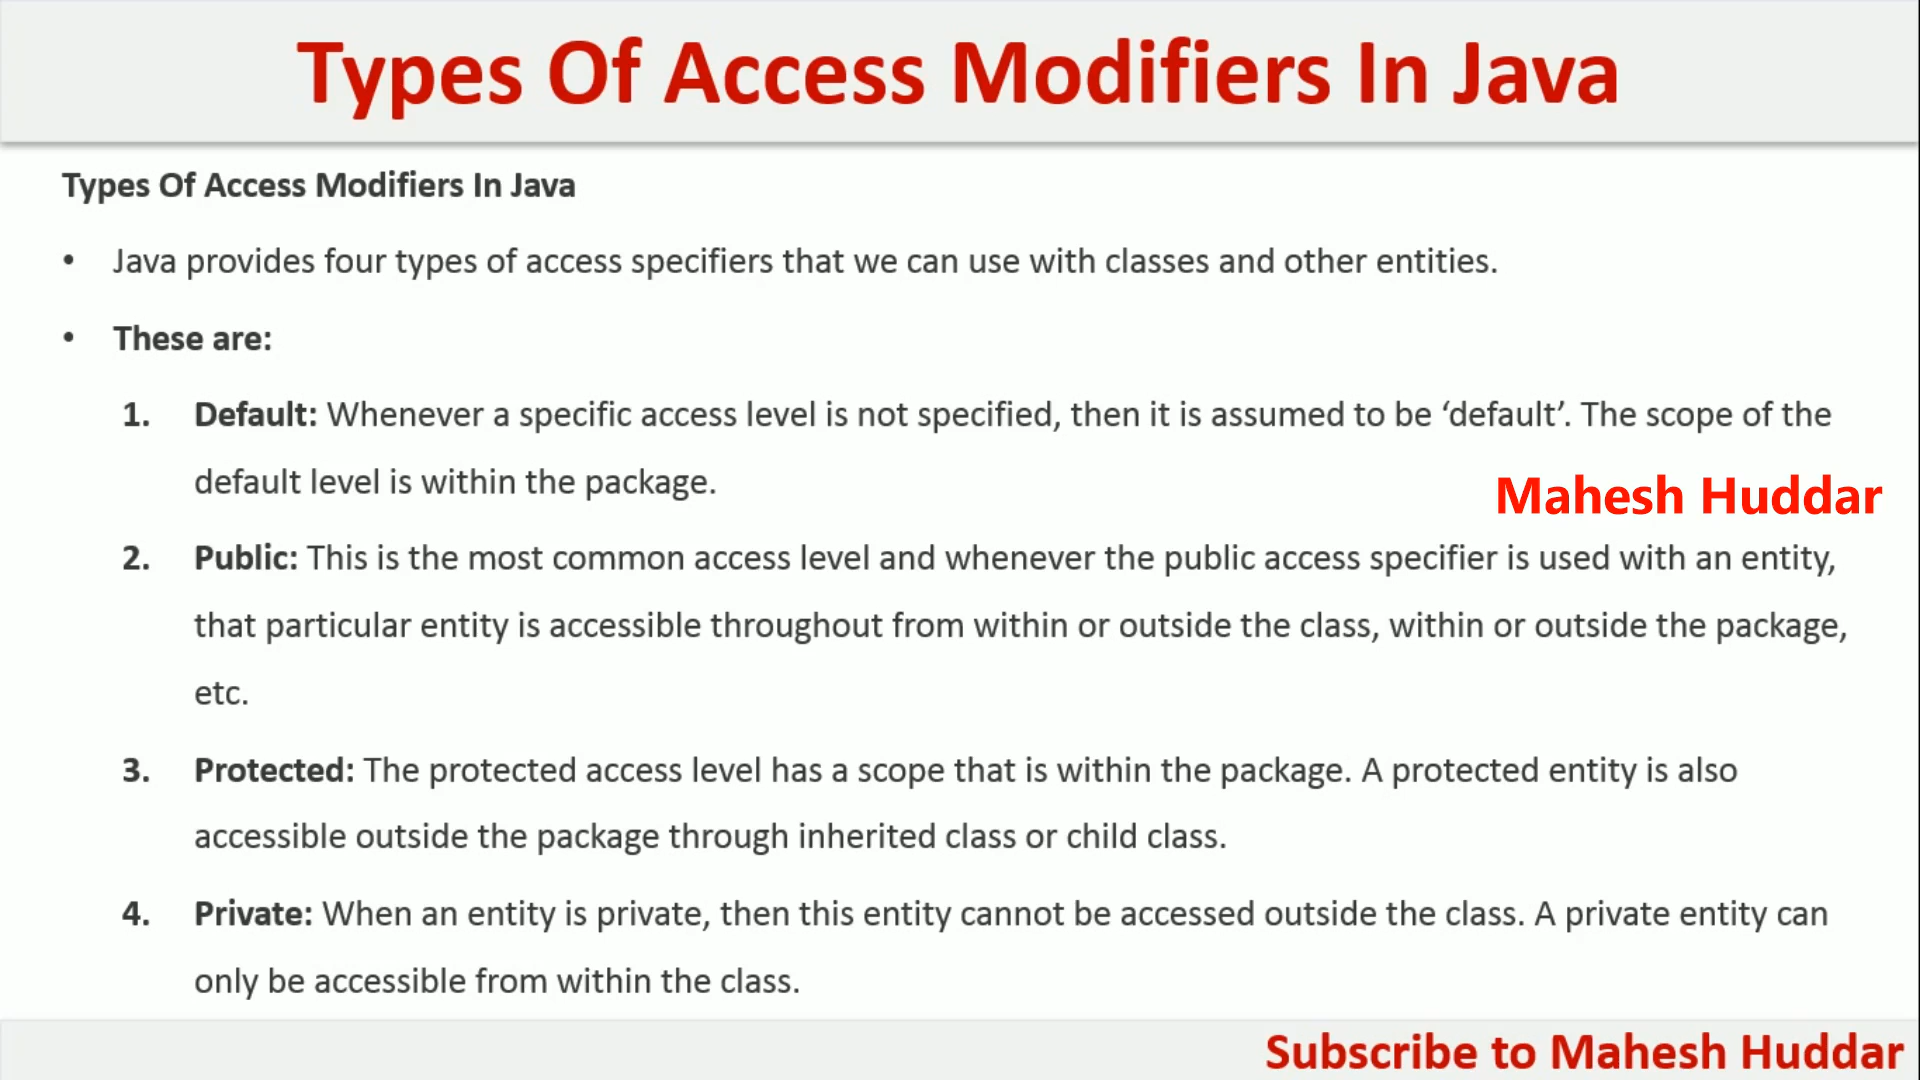 Types Of Access Modifiers In Java
Types Of Access Modifiers In Java
• Java provides four types of access specifiers that we can use with classes and other entities.
• These are:
1. Default: Whenever a specific access level is not specified, then it is assumed to be ‘default’. The scope of the
default level is within the package.
Mahesh Huddar
2. Public: This is the most common access level and whenever the public access specifier is used with an entity,
that particular entity is accessible throughout from within or outside the class, within or outside the package,
etc.
3. Protected: The protected access level has a scope that is within the package. A protected entity is also
accessible outside the package through inherited class or child class.
4. Private: When an entity is private, then this entity cannot be accessed outside the class. A private entity can
only be accessible from within the class.
Subscribe to Mahesh Huddar